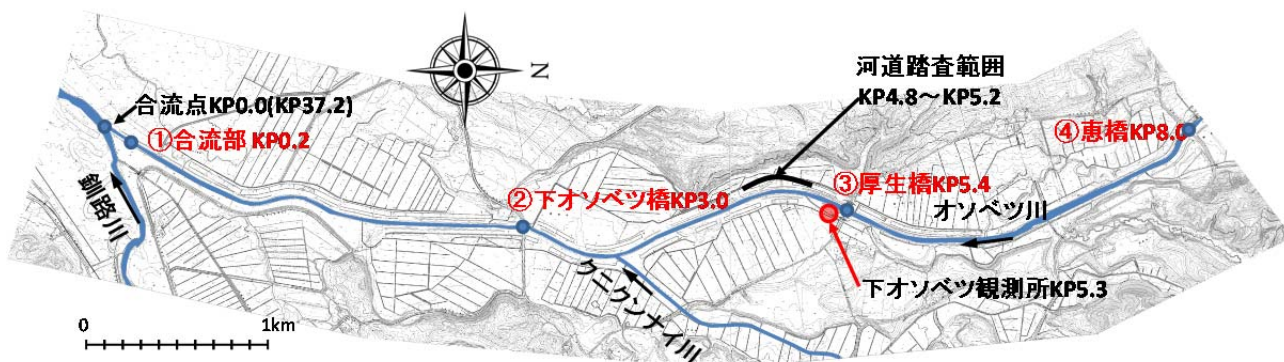 合流点KP0.0(KP37.2)
①合流部 KP0.2
釧路川
N
②下オソベツ橋KP3.0
クニクンナイ川
河道踏査範囲
KP4.8～KP5.2
③厚生橋KP5.4
オソベツ川
④恵橋KP8.0
下オソベツ観測所KP5.3
0 1km